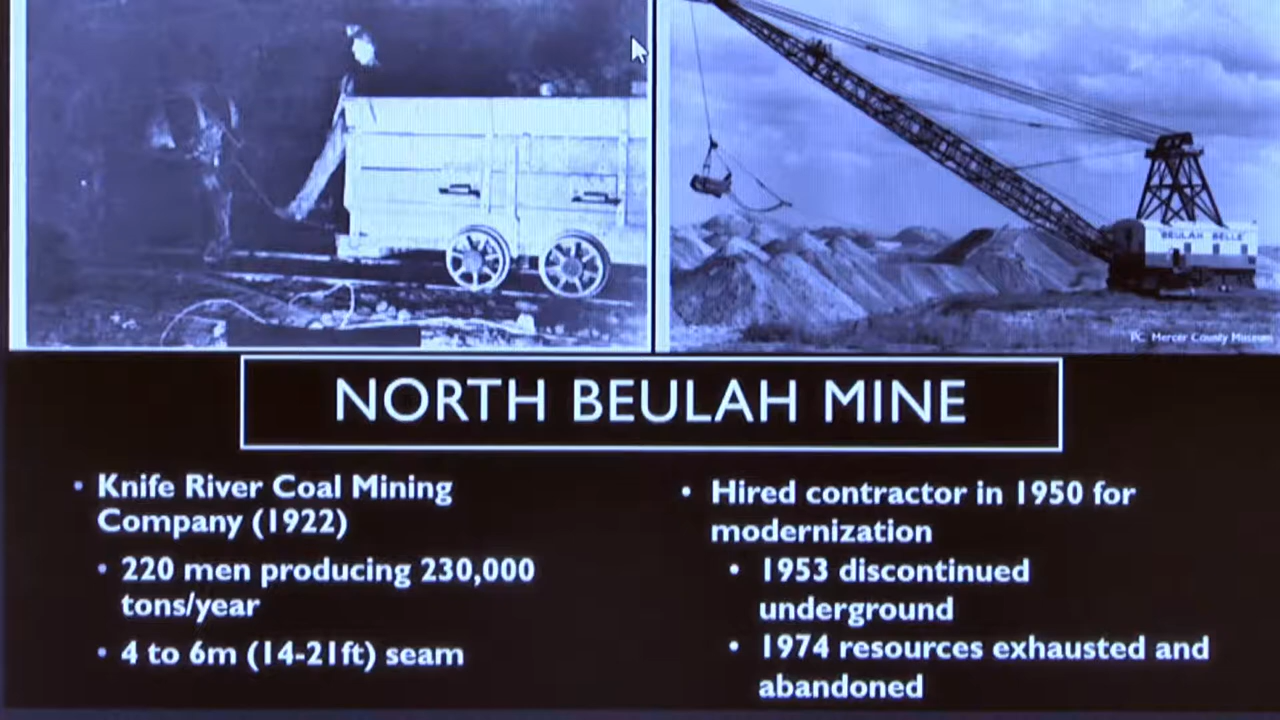 BEULAH BELLE
PC. Mercer County Museum
NORTH BEULAH MINE
• Knife River Coal Mining
Company (1922)
• 220 men producing 230,000
tons/year
• 4 to 6m (14-21ft) seam
• Hired contractor in 1950 for
modernization
• 1953 discontinued
underground
• 1974 resources exhausted and
abandoned